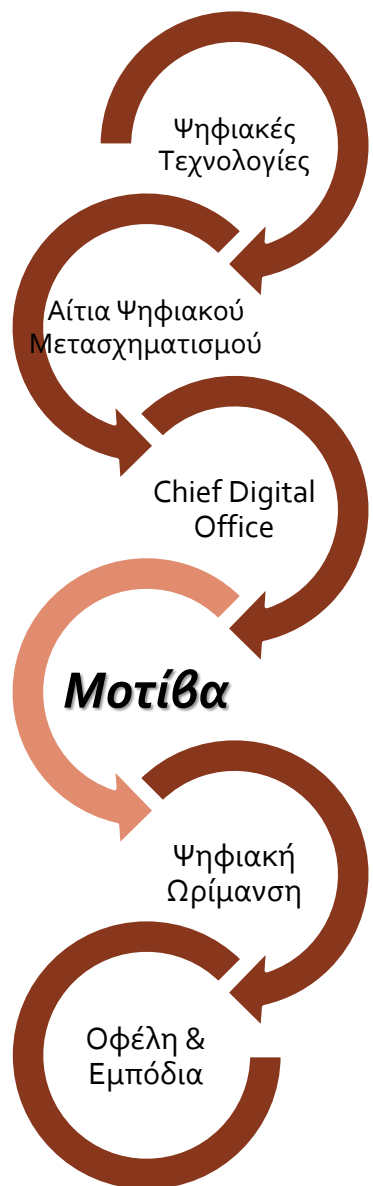 Ψηφιακές
Τεχνολογίες
Αίτια Ψηφιακού
Μετασχηματισμού
Chief Digital
Office
Μοτίβα
Ψηφιακή
Ωρίμανση
Οφέλη &
Εμπόδια